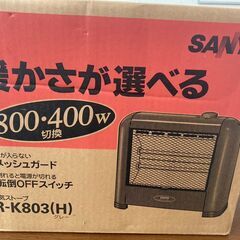 SANY
暖かさが選べる
800・400W
切換
が入らない
メッシュガード
れると電源が切れる
転倒OFFスイッチ
気ストーブ
R-K803(H)
グレー